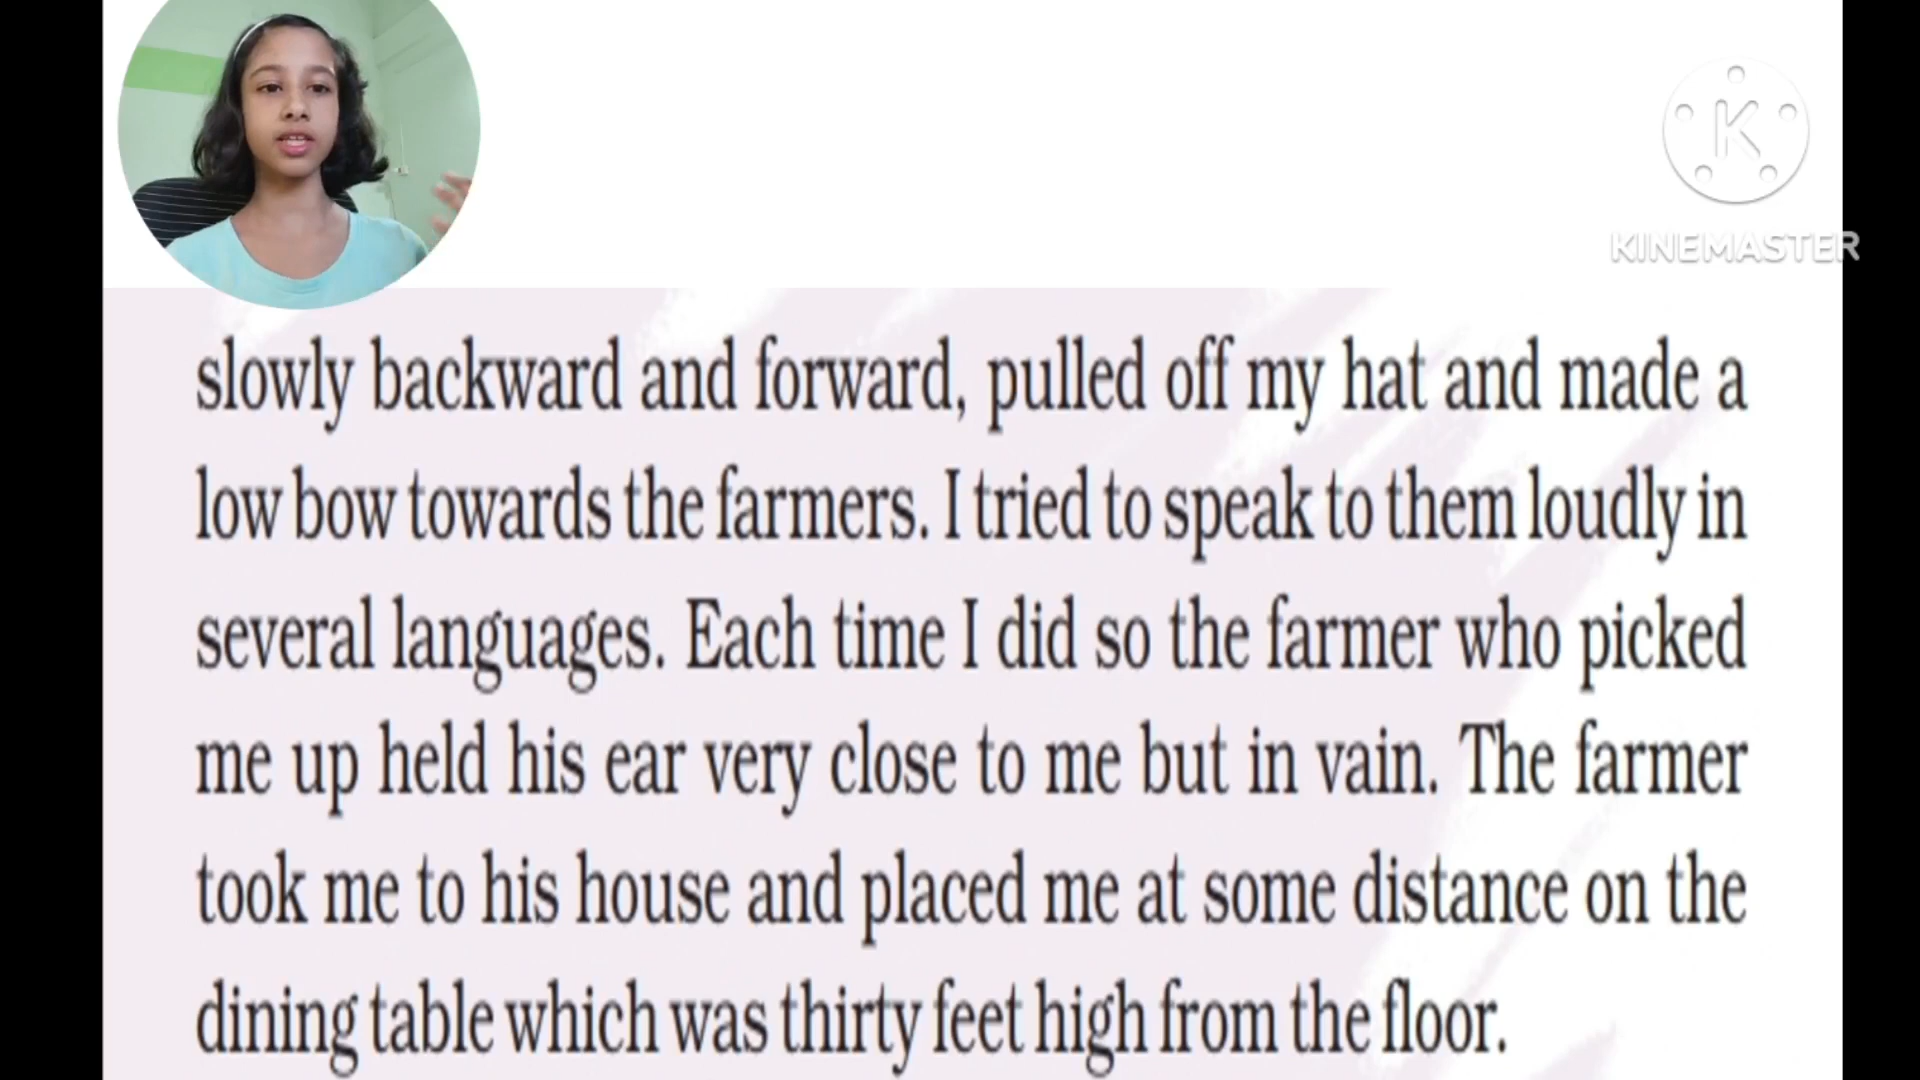 K
KINEMASTER
slowly backward and forward, pulled off my hat and made a
low bow towards the farmers. I tried to speak to them loudly in
several languages. Each time I did so the farmer who picked
me up held his ear very close to me but in vain. The farmer
took me to his house and placed me at some distance on the
dining table which was thirty feet high from the floor.